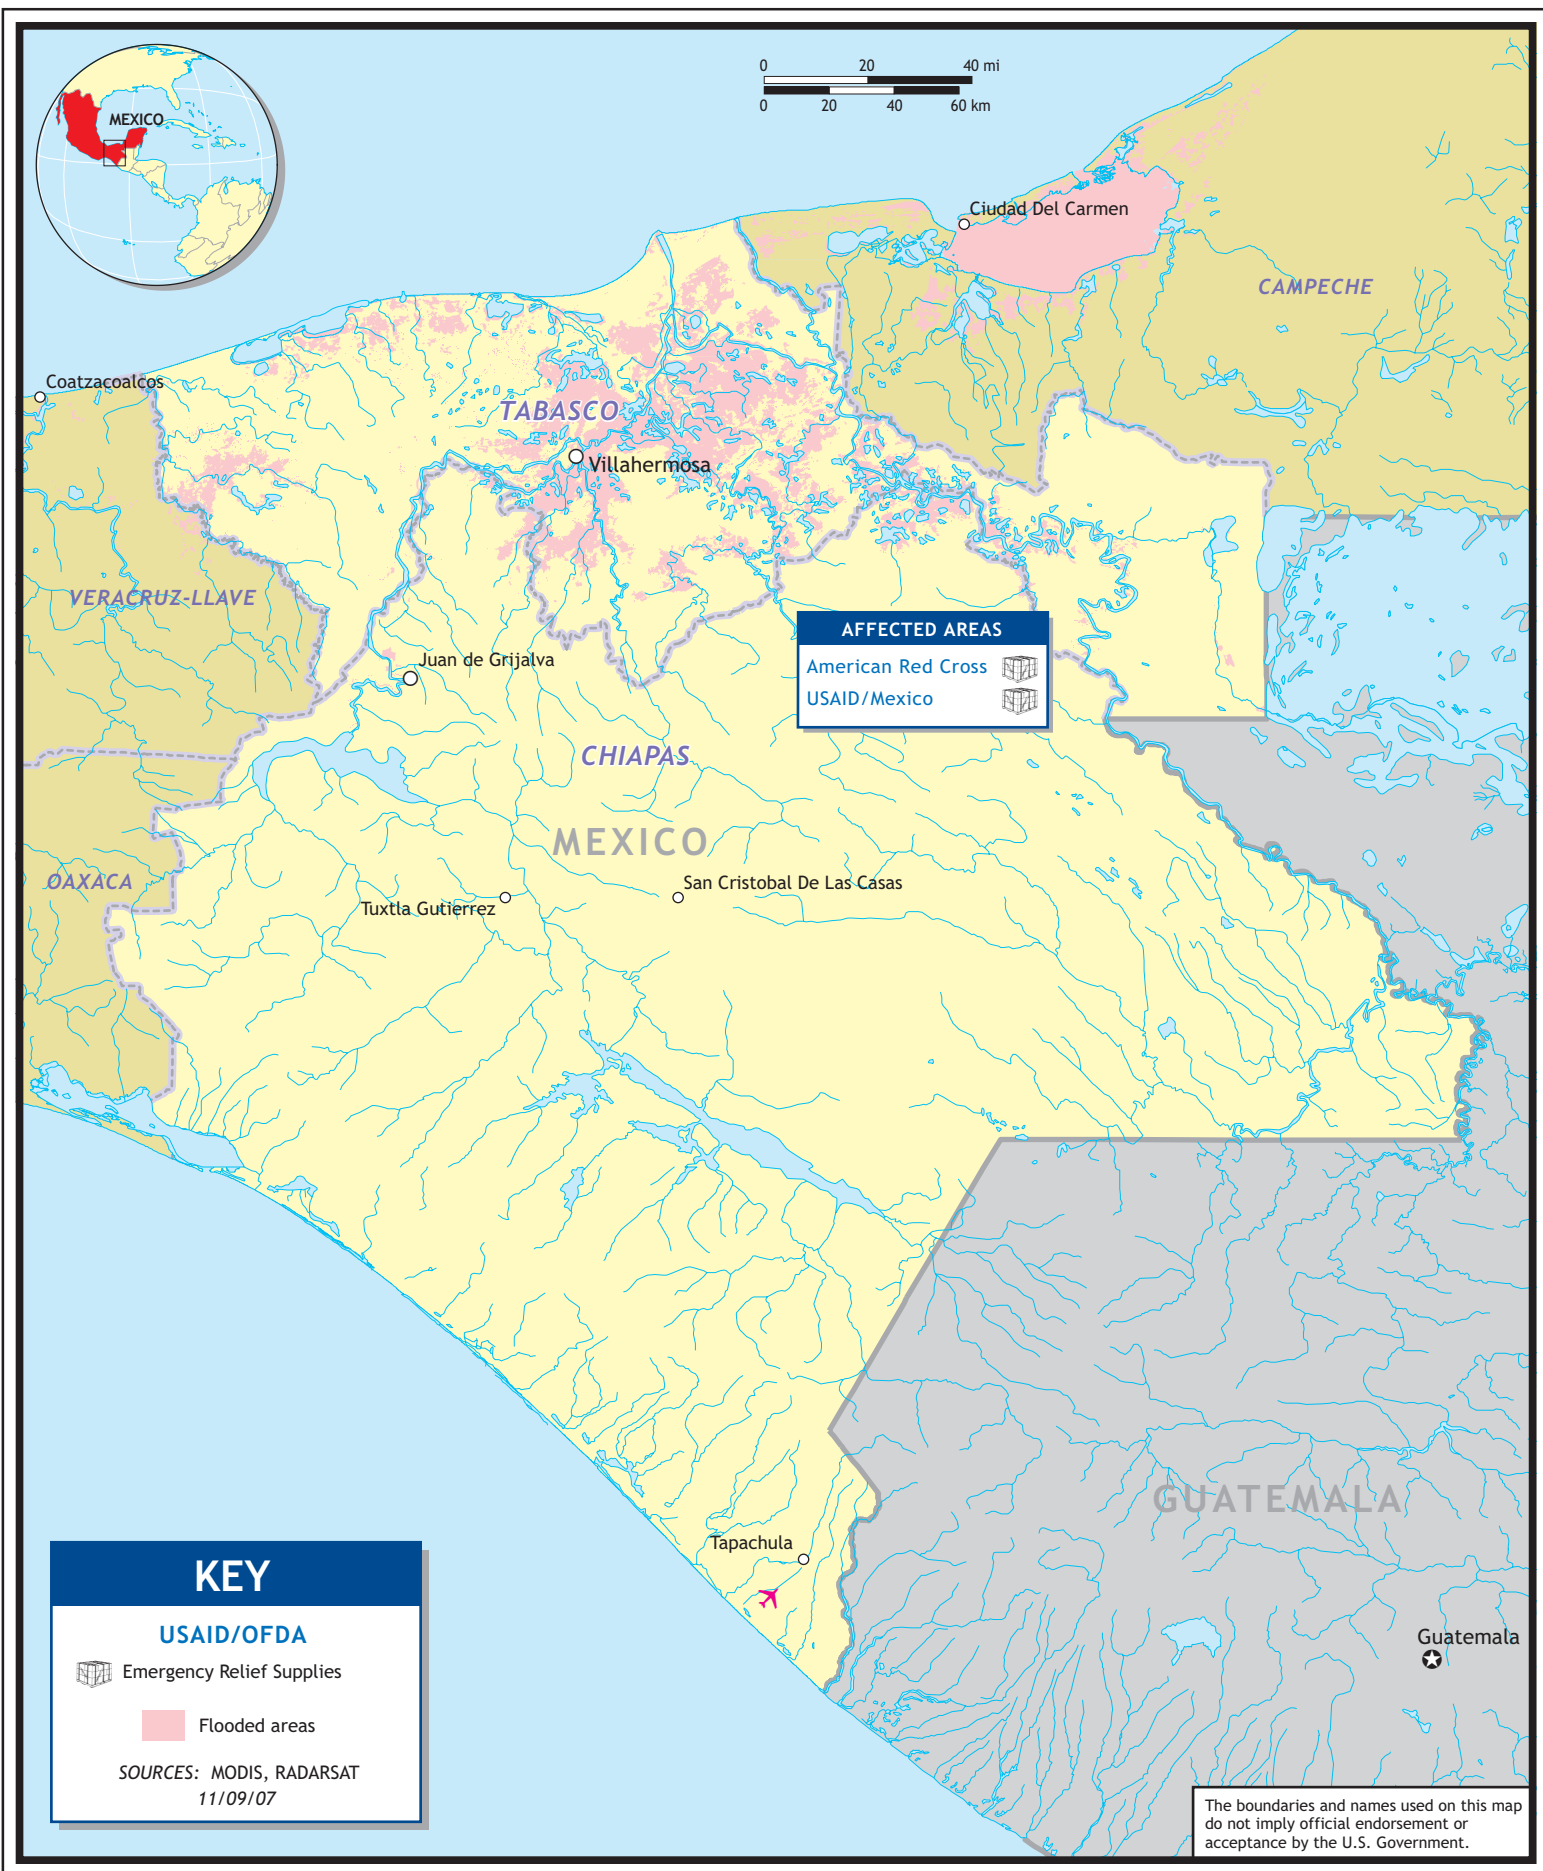 0 20 40 mi
0 20 40 60 km
MEXICO
Ciudad Del Carmen
CAMPECHE
Coatzacoalcos
TABASCO
Villahermosa
VERACRUZ-LLAVE
AFFECTED AREAS
American Red Cross
USAID/Mexico
Juan de Grijalva
CHIAPAS
MEXICO
OAXACA
San Cristobal De Las Casas
Tuxtla Gutierrez
GUATEMALA
Tapachula
Guatemala
KEY
USAID/OFDA
Emergency Relief Supplies
Flooded areas
SOURCES: MODIS, RADARSAT
11/09/07
The boundaries and names used on this map
do not imply official endorsement or
acceptance by the U.S. Government.